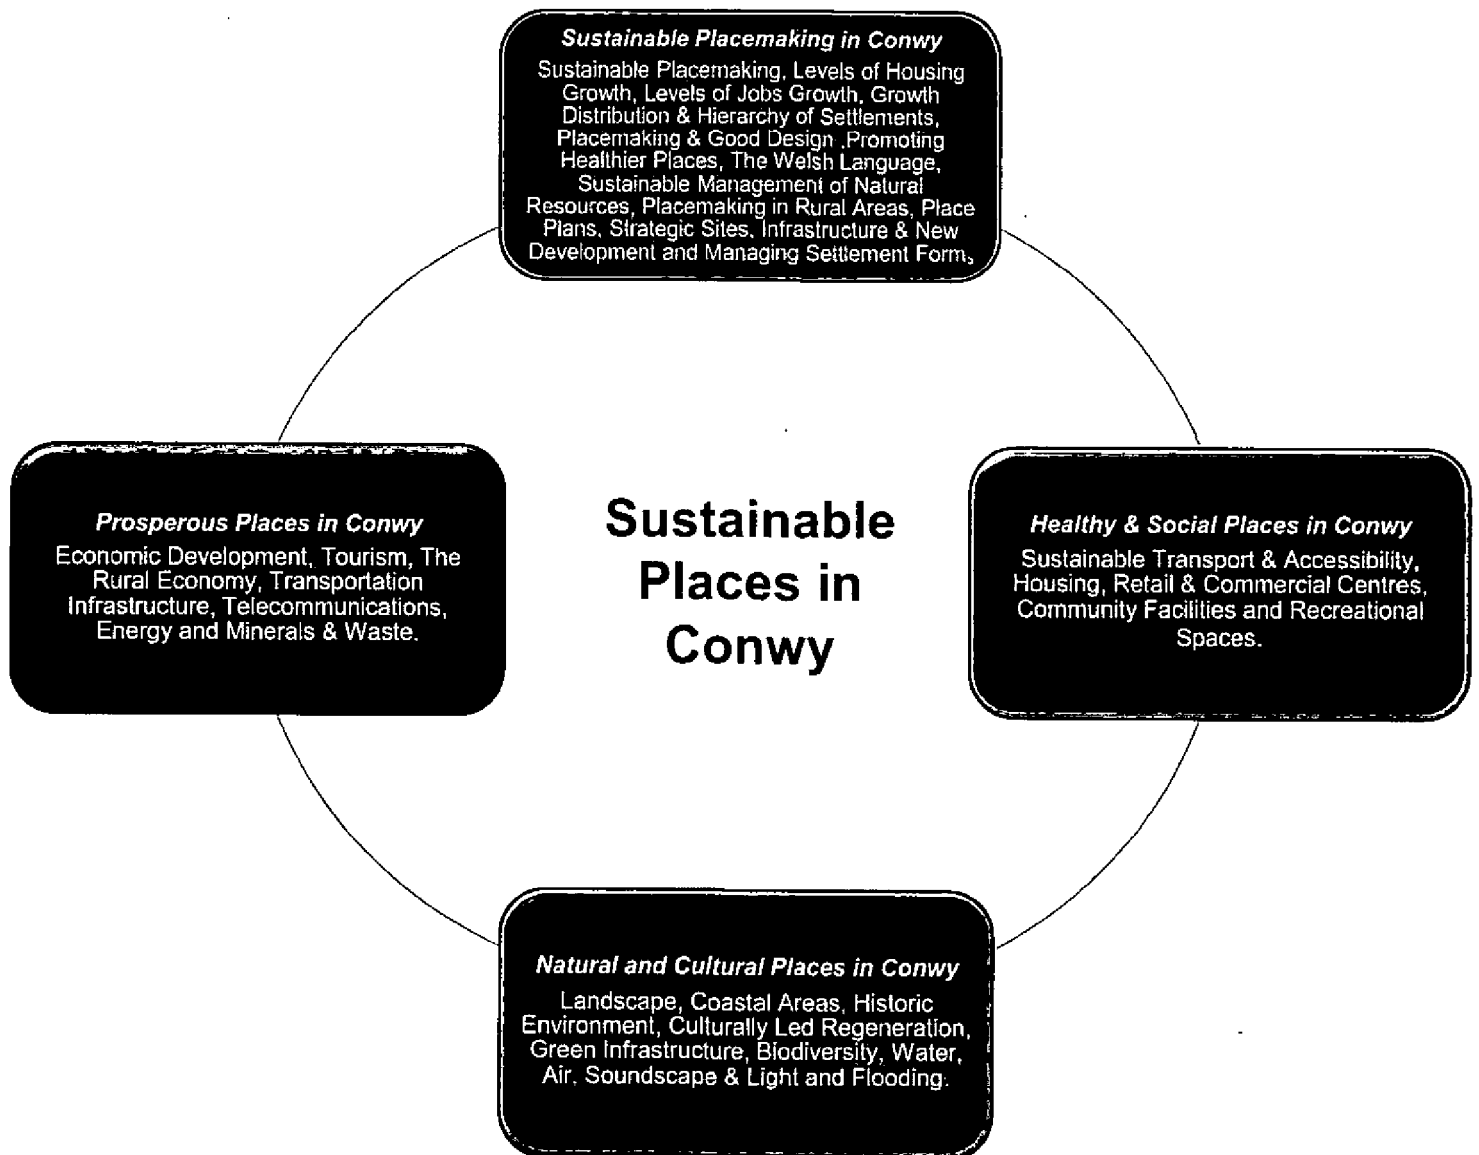 Sustainable Placemaking in Conwy
Sustainable Placemaking, Levels of Housing
Growth, Levels of Jobs Growth, Growth
Distribution & Hierarchy of Settlements,
Placemaking & Good Design ,Promoting
Healthier Places, The Welsh Language,
Sustainable Management of Natural
Resources, Placemaking in Rural Areas, Place
Plans, Strategic Sites, Infrastructure & New
Development and Managing Settlement Form,
Prosperous Places in Conwy
Economic Development, Tourism, The
Rural Economy, Transportation
Infrastructure, Telecommunications,
Energy and Minerals & Waste.
Sustainable
Places in
Conwy
Healthy & Social Places in Conwy
Sustainable Transport & Accessibility,
Housing, Retail & Commercial Centres,
Community Facilities and Recreational
Spaces.
Natural and Cultural Places in Conwy
Landscape, Coastal Areas, Historic
Environment, Culturally Led Regeneration,
Green Infrastructure, Biodiversity, Water,
Air, Soundscape & Light and Flooding.